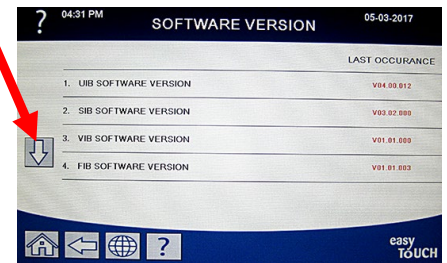 ? 04:31 PM SOFTWARE VERSION 05-03-2017
LAST OCCURANCE
1. UIB SOFTWARE VERSION V04.00.012
2. SIB SOFTWARE VERSION V03.02.000
3. VIB SOFTWARE VERSION V01.01.000
4. FIB SOFTWARE VERSION V01.01.003
?
easy
TOUCH